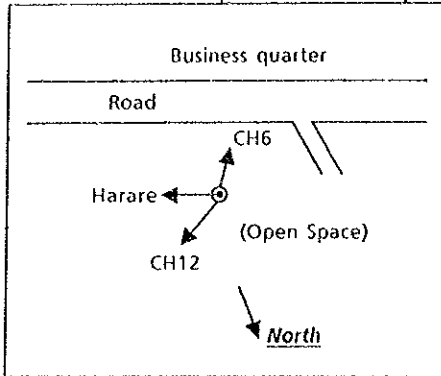 Business quarter
Road
CH6
Harare
(Open Space)
CH12
North